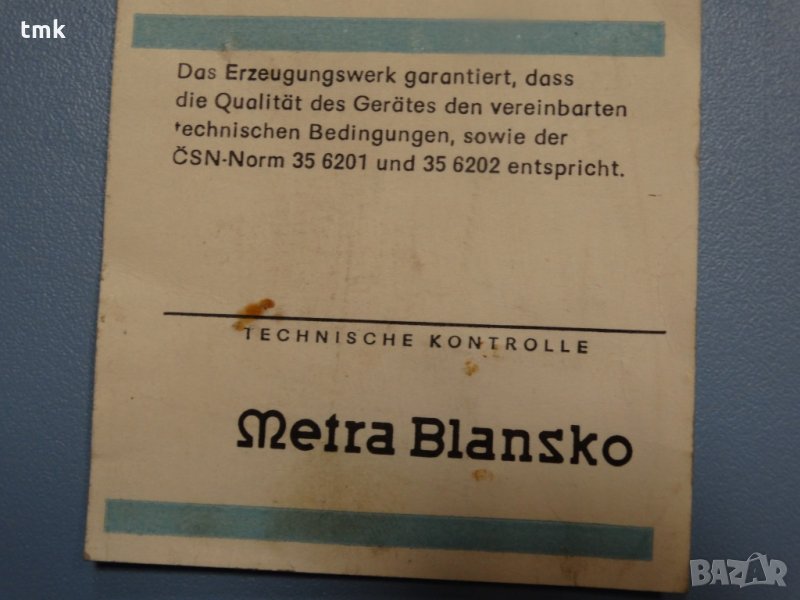 tmk
Das Erzeugungswerk garantiert, dass
die Qualität des Gerätes den vereinbarten
technischen Bedingungen, sowie der
ČSN-Norm 35 6201 und 35 6202 entspricht.
TECHNISCHE KONTROLLE
Metra Blansko
BAZAR